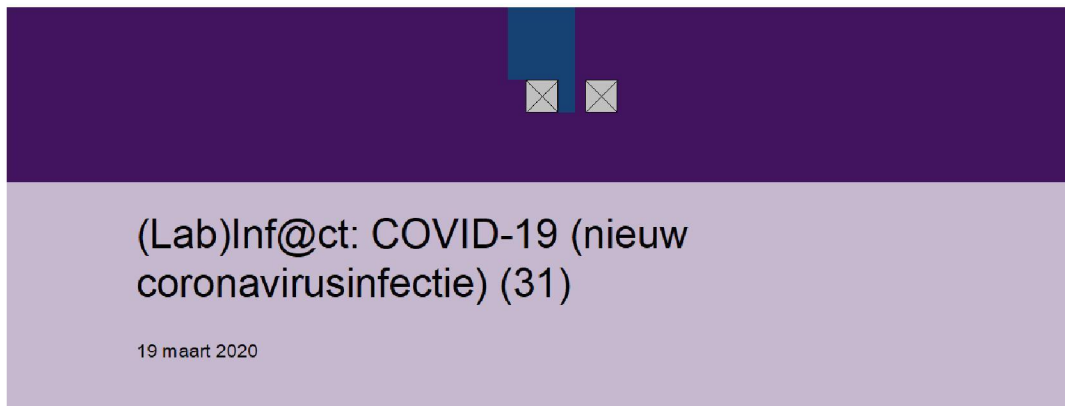 (Lab)Inf@ct: COVID-19 (nieuw
coronavirusinfectie) (31)
19 maart 2020